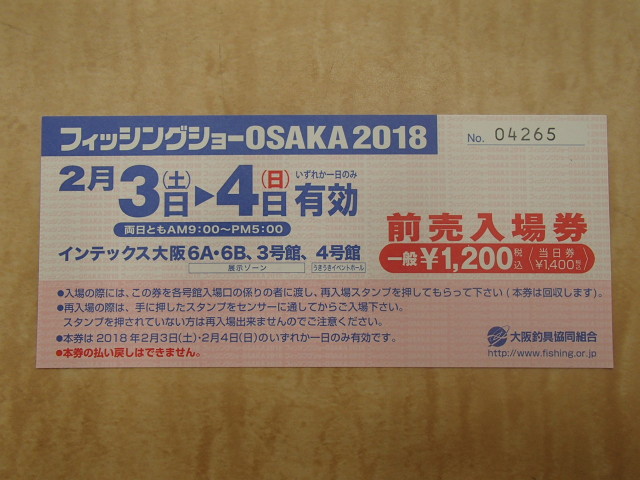 フィッシングショーOSAKA2018
No. 04265
2月3日(土)▶4日(日)いずれか一日のみ有効
両日ともAM9:00〜PM5:00
インテックス大阪6A・6B、3号館、4号館
展示ゾーン うきうきイベントホール
前売入場券
一般¥1,200税込(当日券¥1,400税込)
●入場の際には、この券を各号館入場口の係りの者に渡し、再入場スタンプを押してもらって下さい(本券は回収します)。
●再入場の際は、手に押したスタンプをセンサーに通してからご入場下さい。
スタンプを押されていない方は再入場出来ませんのでご注意ください。
●本券は2018年2月3日(土)・2月4日(日)のいずれか一日のみ有効です。
●本券の払い戻しはできません。
大阪釣具協同組合
http://www.fishing.or.jp